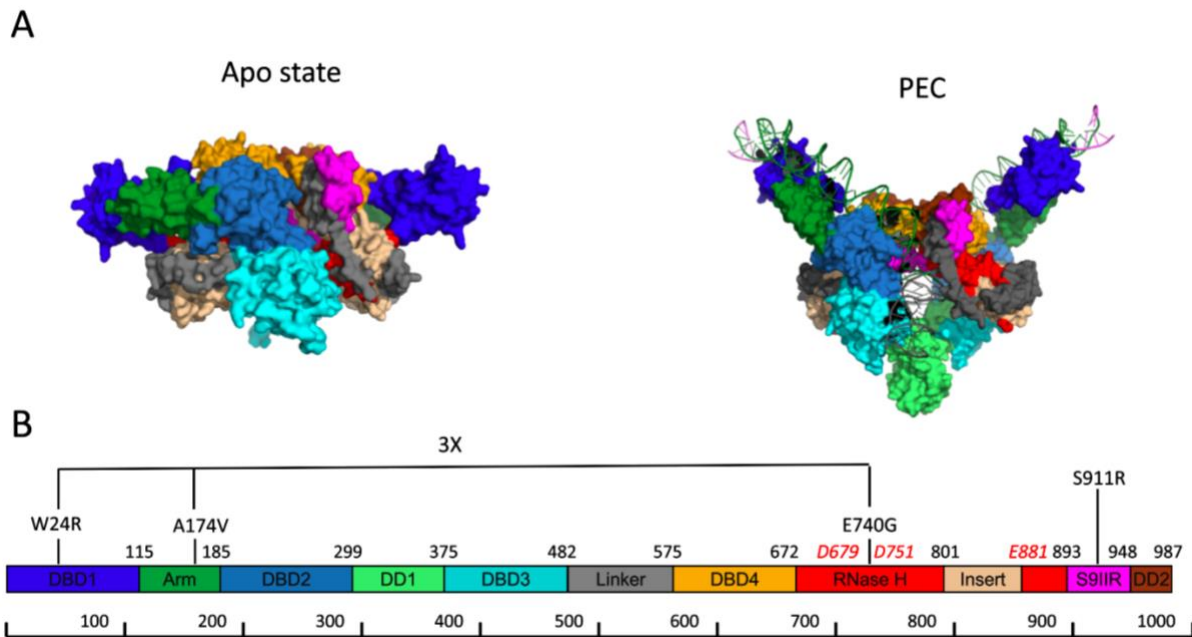 A
Apo state
PEC
B
3X
S911R
W24R A174V E740G
115 185 299 375 482 575 672 D679 D751 801 E881 893 948 987
DBD1 Arm DBD2 DD1 DBD3 Linker DBD4 RNase H Insert S9IIR DD2
100 200 300 400 500 600 700 800 900 1000